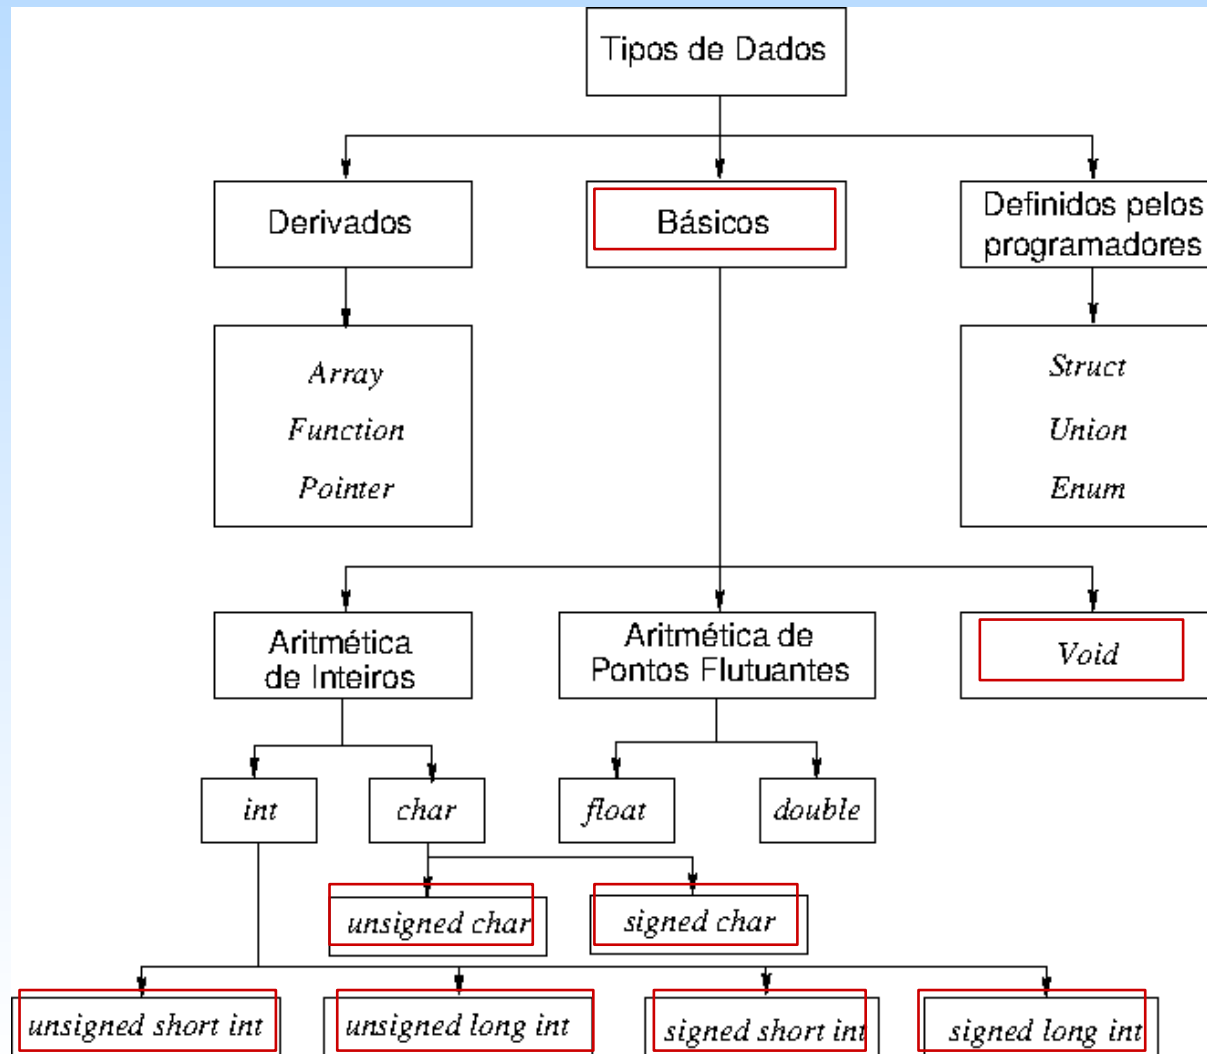 Tipos de Dados
Derivados
Básicos
Definidos pelos
programadores
Array
Function
Pointer
Struct
Union
Enum
Aritmética
de Inteiros
Aritmética de
Pontos Flutuantes
Void
int
char
float
double
unsigned char
signed char
unsigned short int
unsigned long int
signed short int
signed long int